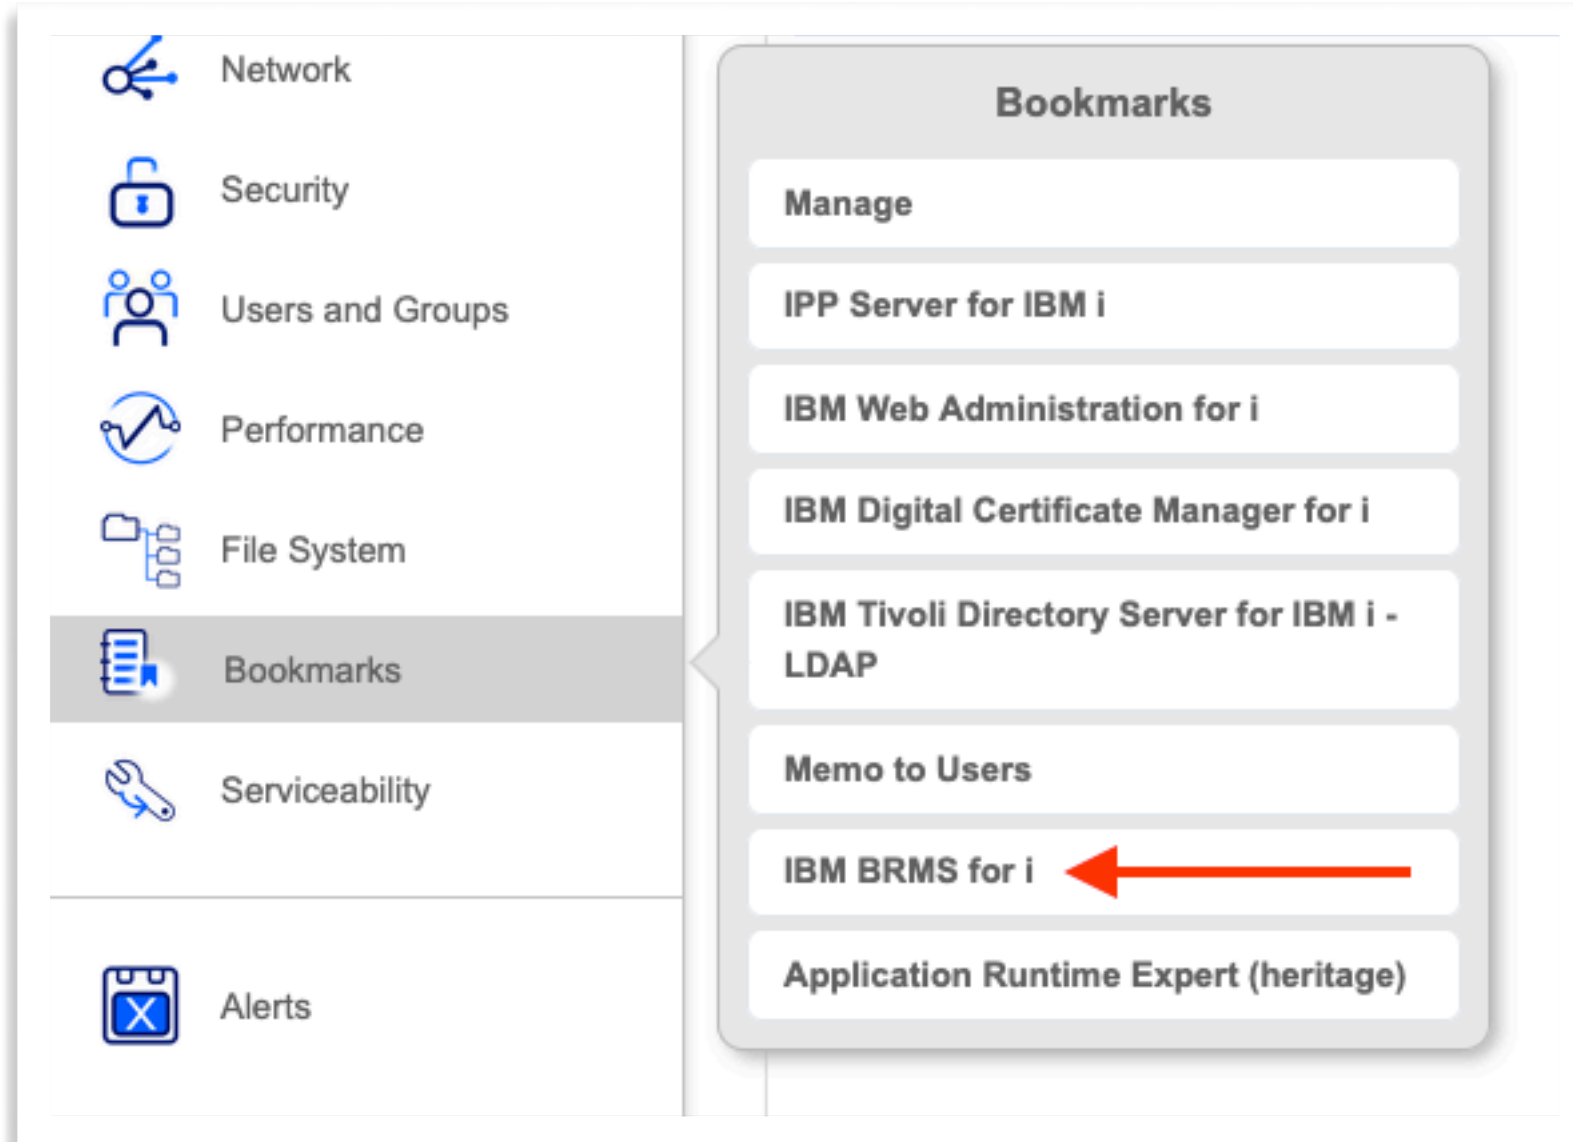 Network
Security
Users and Groups
Performance
File System
Bookmarks
Serviceability
Alerts
Bookmarks
Manage
IPP Server for IBM i
IBM Web Administration for i
IBM Digital Certificate Manager for i
IBM Tivoli Directory Server for IBM i -
LDAP
Memo to Users
IBM BRMS for i
Application Runtime Expert (heritage)